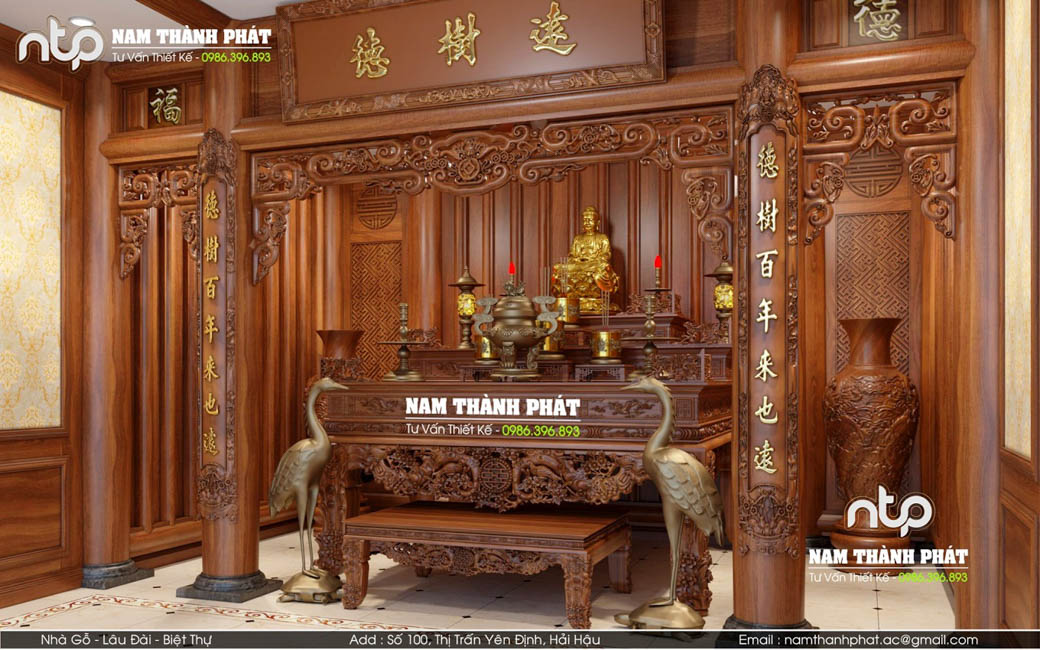 ntp
NAM THÀNH PHÁT
Tư Vấn Thiết Kế - 0986.396.893
德樹遠
德
福
德樹百年来也遠
德樹百年来也遠
NAM THÀNH PHÁT
Tư Vấn Thiết Kế - 0986.396.893
ntp
NAM THÀNH PHÁT
Tư Vấn Thiết Kế - 0986.396.893
Nhà Gỗ - Lâu Đài - Biệt Thự
Add : Số 100, Thị Trấn Yên Định, Hải Hậu
Email : namthanhphat.ac@gmail.com